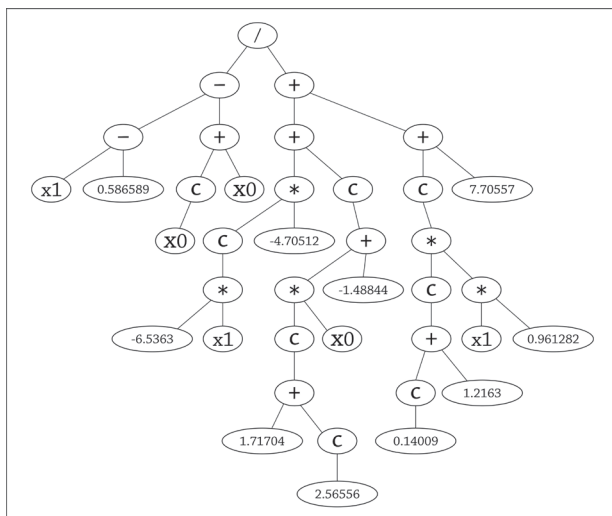 /
− +
− + + +
x1 0.586589 c x0 * c c 7.70557
x0 c -4.70512 + *
* * -1.48844 c *
-6.5363 x1 c x0 + x1 0.961282
+ c 1.2163
1.71704 c 0.14009
2.56556